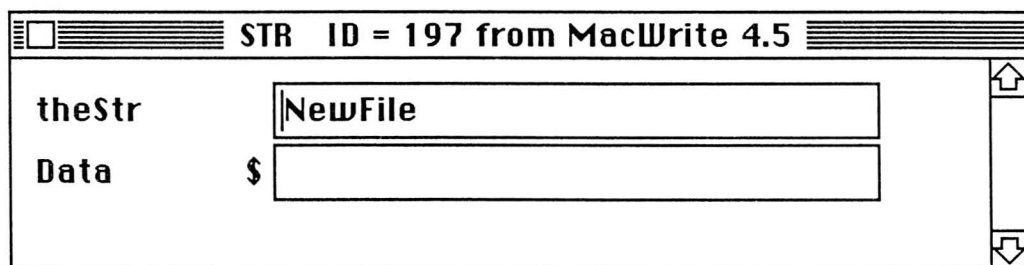 STR ID = 197 from MacWrite 4.5
theStr NewFile
Data $